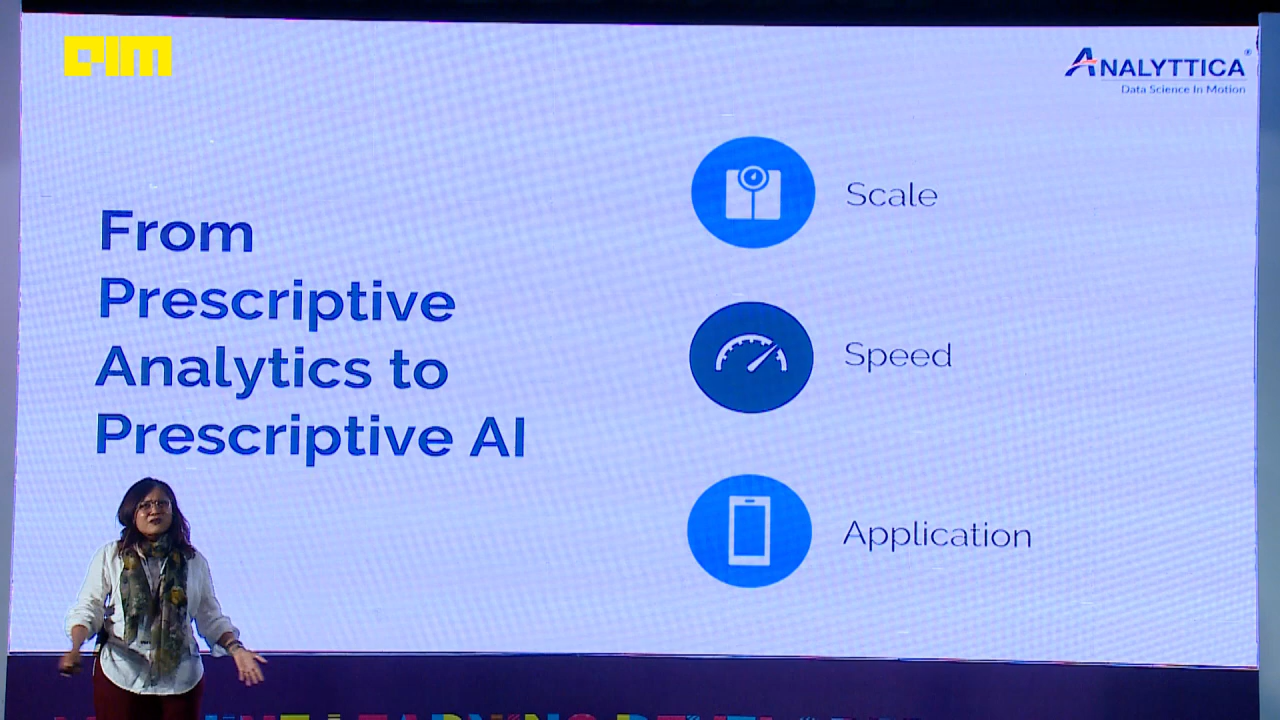 AIM
ANALYTTICA®
Data Science In Motion
From
Prescriptive
Analytics to
Prescriptive AI
Scale
Speed
Application